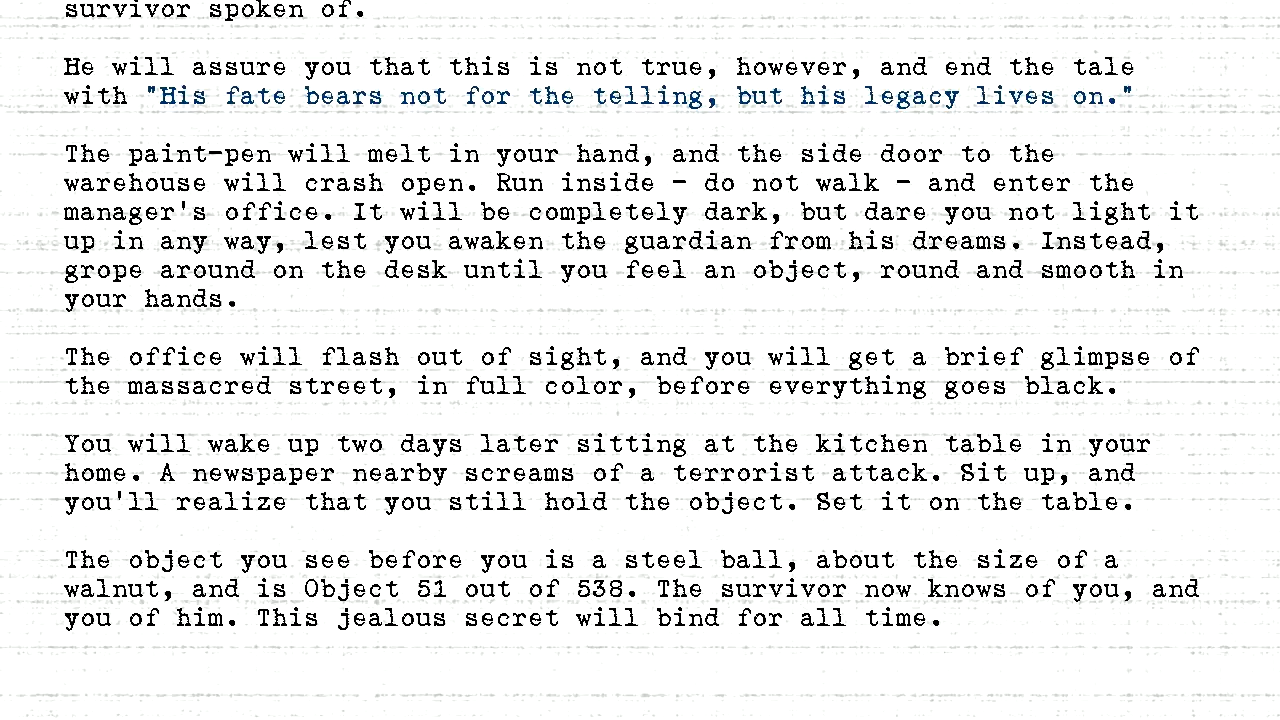 survivor spoken of.
He will assure you that this is not true, however, and end the tale
with "His fate bears not for the telling, but his legacy lives on."
The paint-pen will melt in your hand, and the side door to the
warehouse will crash open. Run inside - do not walk - and enter the
manager's office. It will be completely dark, but dare you not light it
up in any way, lest you awaken the guardian from his dreams. Instead,
grope around on the desk until you feel an object, round and smooth in
your hands.
The office will flash out of sight, and you will get a brief glimpse of
the massacred street, in full color, before everything goes black.
You will wake up two days later sitting at the kitchen table in your
home. A newspaper nearby screams of a terrorist attack. Sit up, and
you'll realize that you still hold the object. Set it on the table.
The object you see before you is a steel ball, about the size of a
walnut, and is Object 51 out of 538. The survivor now knows of you, and
you of him. This jealous secret will bind for all time.